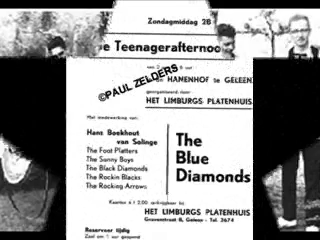 Zondagmiddag 28
e Teenagerafternoo
HANENHOF te GELEEN
georganiseerd door
HET LIMBURGS PLATENHUIS
©PAUL ZELDERS
Met medewerking van:
Hans Boekhout
van Solinge
The Foot Platters
The Sonny Boys
The Black Diamonds
The Rockin Blacks
The Rocking Arrows
The
Blue
Diamonds
Kaarten à f 2,00 verkrijgbaar bij
HET LIMBURGS PLATENHUIS
Groenstraat 8, Geleen - Tel. 3674
Reserveer tijdig
Zaal om 1 uur geopend